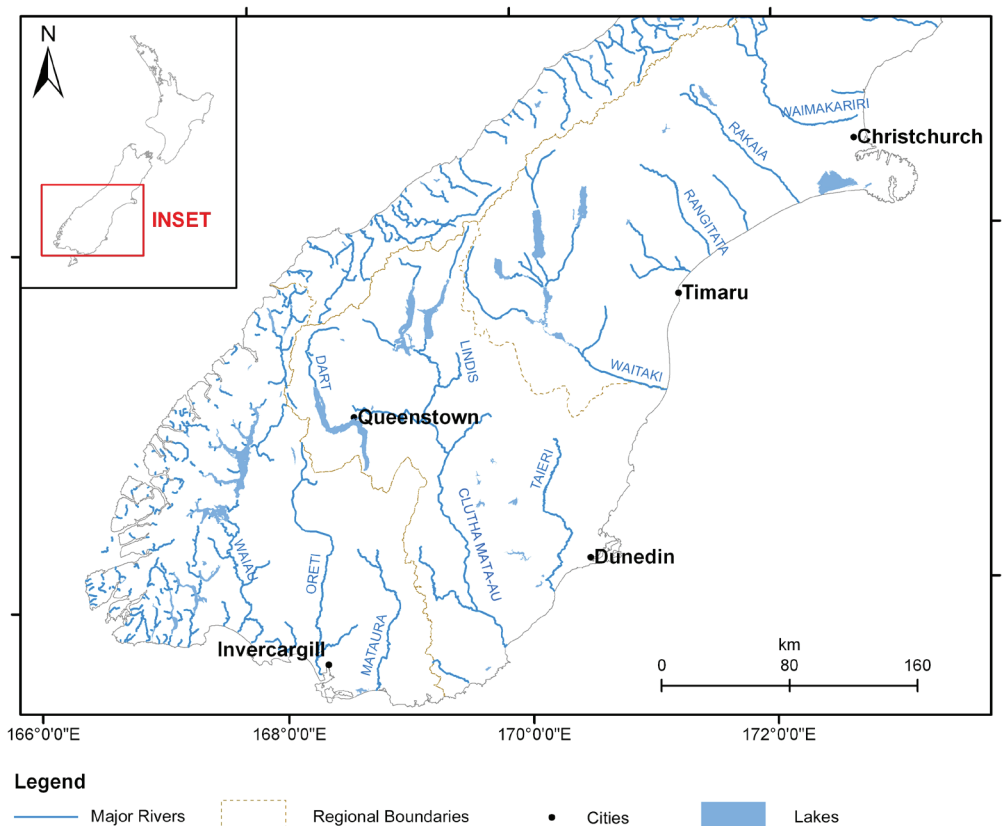 N
INSET
WAIMAKARIRI
Christchurch
RAKAIA
RANGITATA
Timaru
WAITAKI
LINDIS
DART
Queenstown
TAIERI
CLUTHA MATA-AU
Dunedin
WAIAU
ORETI
MATAURA
Invercargill
km
0 80 160
166°0'0"E 168°0'0"E 170°0'0"E 172°0'0"E
Legend
Major Rivers Regional Boundaries Cities Lakes